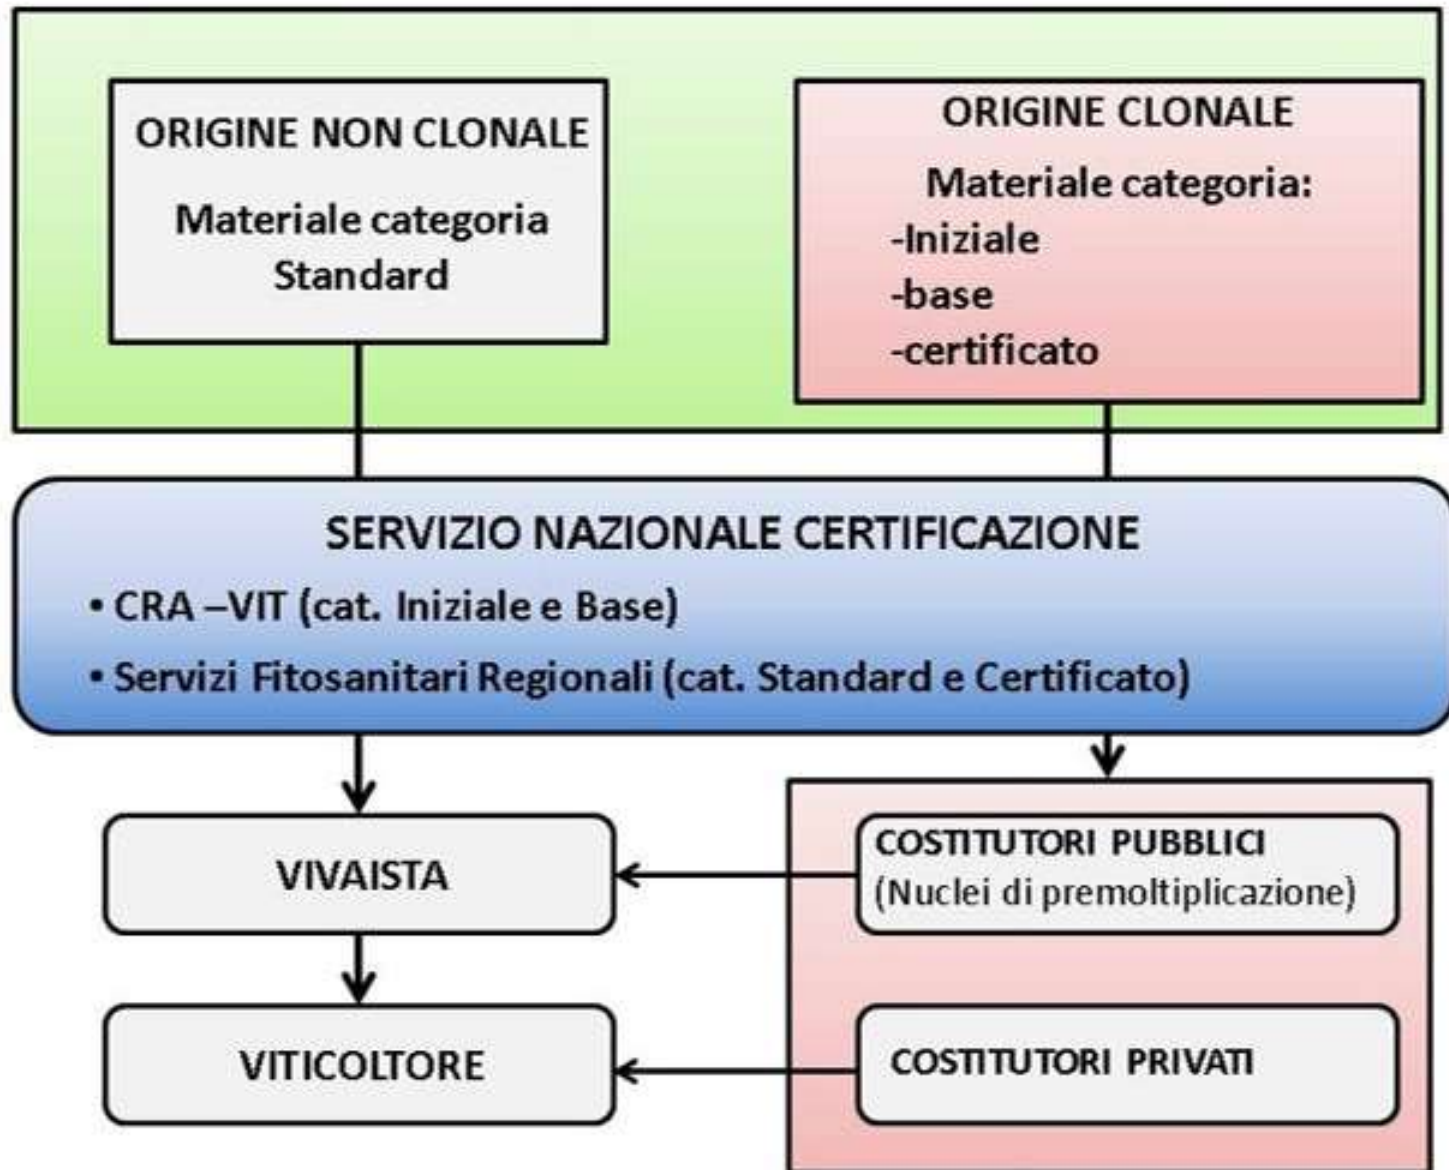 ORIGINE NON CLONALE
Materiale categoria
Standard
ORIGINE CLONALE
Materiale categoria:
-Iniziale
-base
-certificato
SERVIZIO NAZIONALE CERTIFICAZIONE
• CRA –VIT (cat. Iniziale e Base)
• Servizi Fitosanitari Regionali (cat. Standard e Certificato)
VIVAISTA
COSTITUTORI PUBBLICI
(Nuclei di premoltiplicazione)
VITICOLTORE
COSTITUTORI PRIVATI